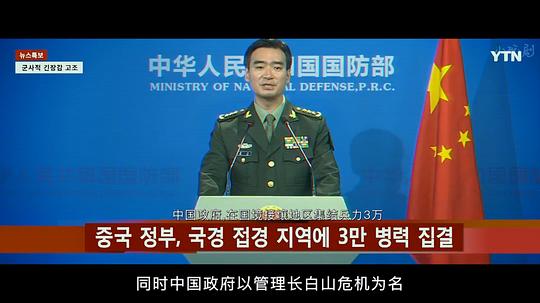 뉴스특보
군사적 긴장감 고조
YTN
中华人民共和国国防部
MINISTRY OF NATIONAL DEFENSE,P.R.C.
中国政府 在国境接壤地区集结兵力3万
중국 정부, 국경 접경 지역에 3만 병력 집결
同时中国政府以管理长白山危机为名